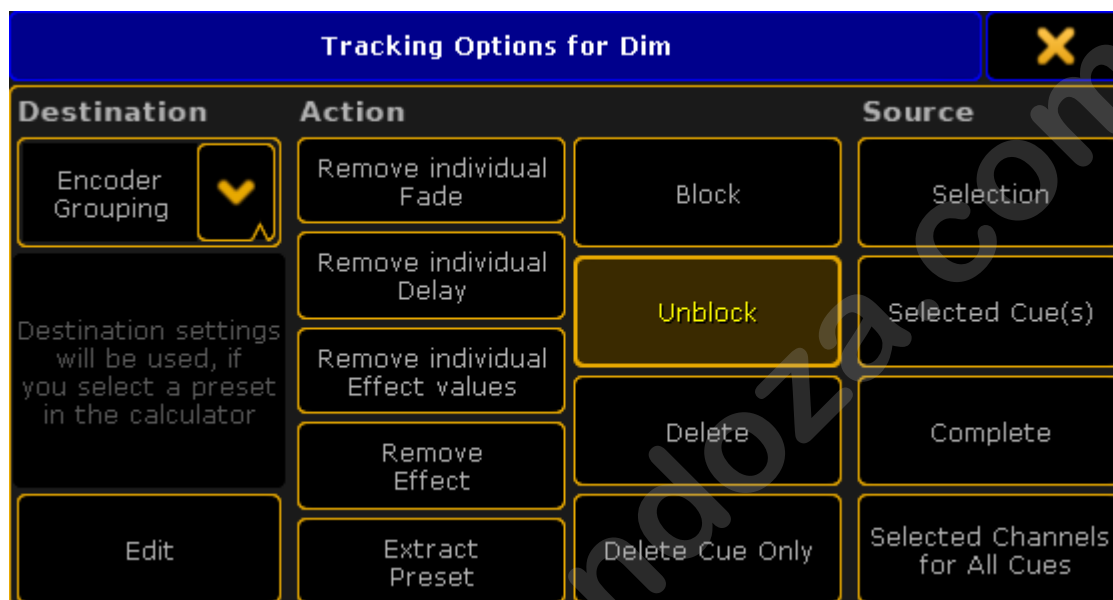 Tracking Options for Dim
Destination
Action
Source
Encoder
Grouping
Destination settings
will be used, if
you select a preset
in the calculator
Edit
Remove individual
Fade
Remove individual
Delay
Remove individual
Effect values
Remove
Effect
Extract
Preset
Block
Unblock
Delete
Delete Cue Only
Selection
Selected Cue(s)
Complete
Selected Channels
for All Cues
ndoza.com